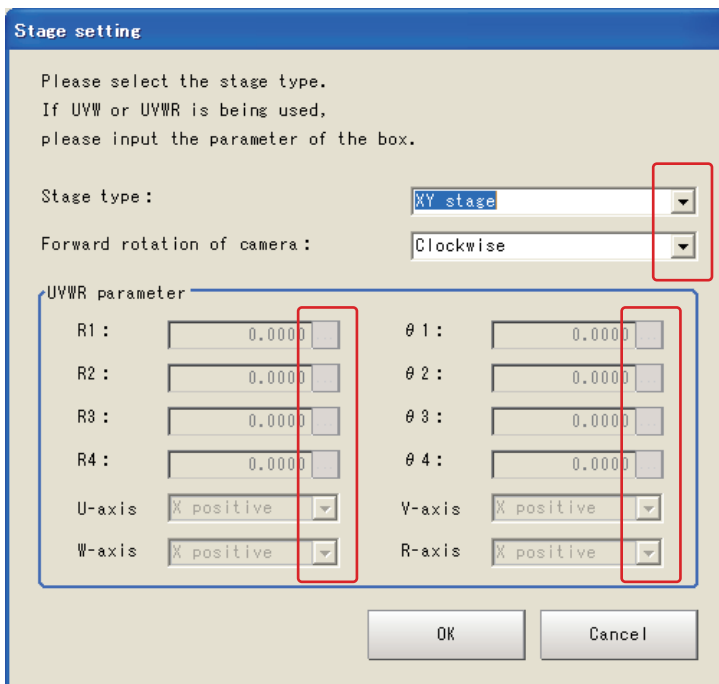 Stage setting
Please select the stage type.
If UVW or UVWR is being used,
please input the parameter of the box.
Stage type : XY stage
Forward rotation of camera : Clockwise
UVWR parameter
R1 : 0.0000 ... θ1 : 0.0000 ...
R2 : 0.0000 ... θ2 : 0.0000 ...
R3 : 0.0000 ... θ3 : 0.0000 ...
R4 : 0.0000 ... θ4 : 0.0000 ...
U-axis X positive V-axis X positive
W-axis X positive R-axis X positive
OK Cancel